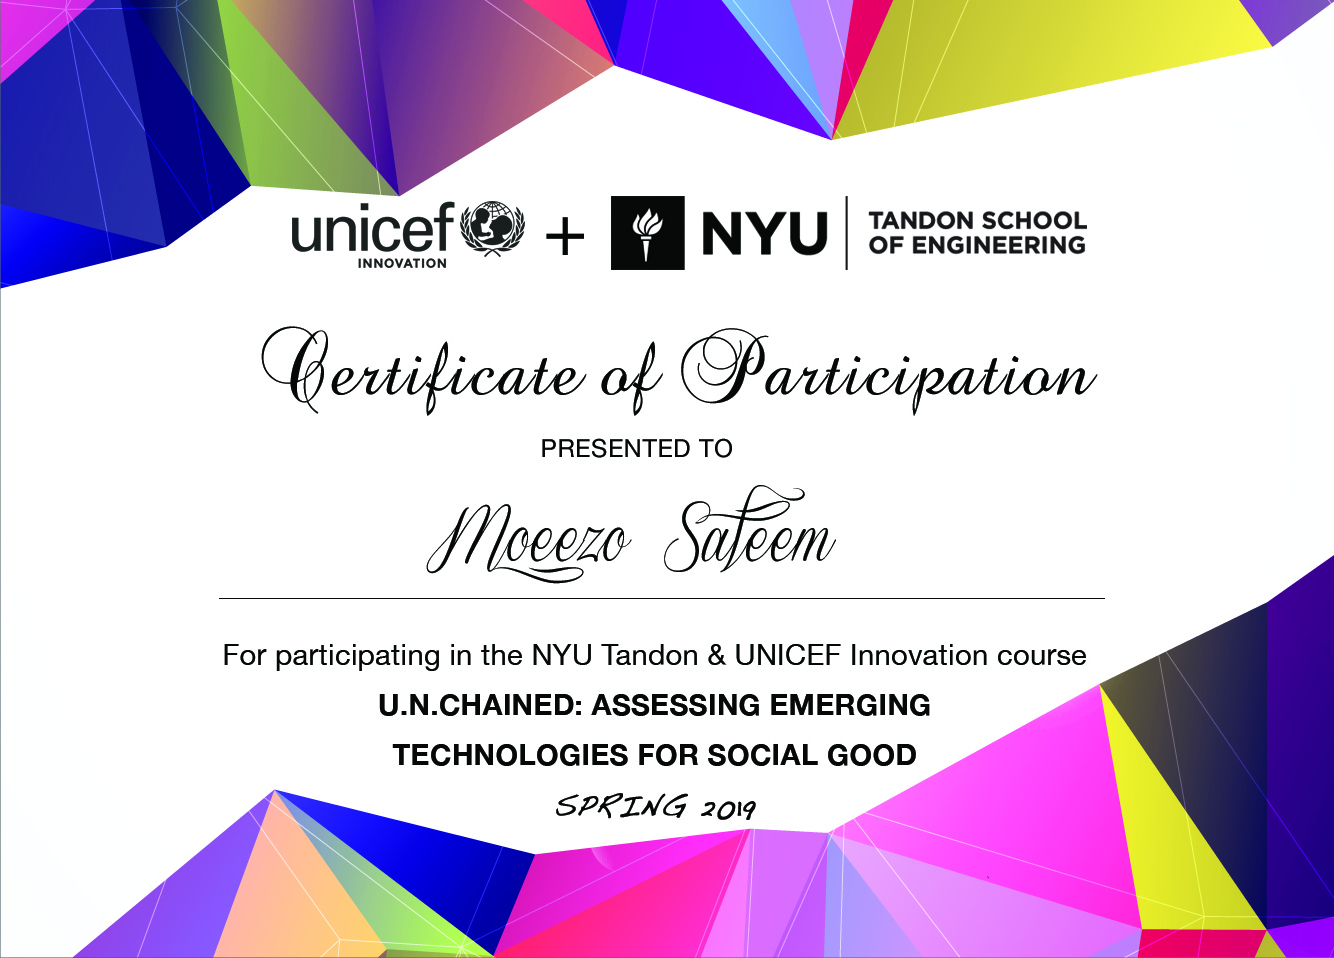 unicef
INNOVATION
+
NYU
TANDON SCHOOL
OF ENGINEERING
Certificate of Participation
PRESENTED TO
Moeezo Saleem
For participating in the NYU Tandon & UNICEF Innovation course
U.N.CHAINED: ASSESSING EMERGING
TECHNOLOGIES FOR SOCIAL GOOD
SPRING 2019